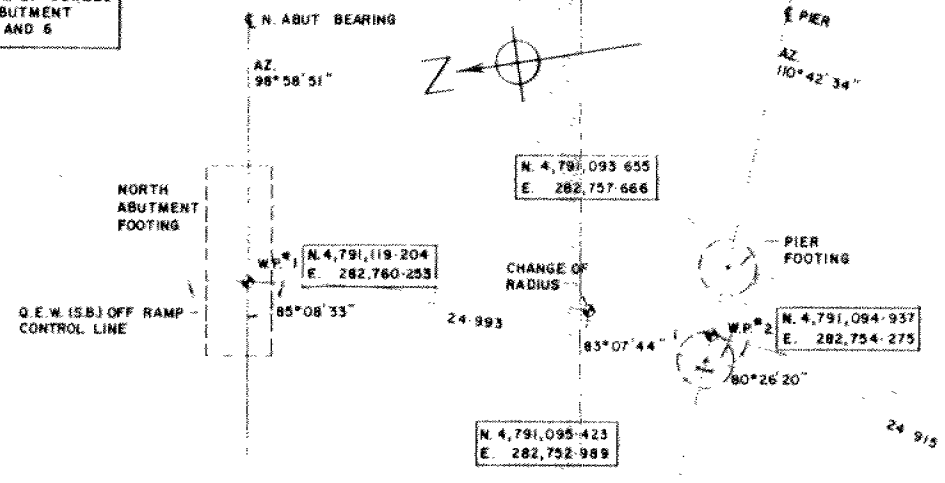 BUTMENT
AND 6
℄ N. ABUT BEARING
AZ.
98°58'51"
Z
℄ PIER
AZ.
110°42'34"
N. 4,791,093 655
E. 282,757·666
NORTH
ABUTMENT
FOOTING
W.P.#1
N. 4,791,119·204
E. 282,760·253
CHANGE OF
RADIUS
PIER
FOOTING
Q.E.W. (S.B.) OFF RAMP
CONTROL LINE
85°08'33"
24·993
83°07'44"
W.P.#2
N. 4,791,094·937
E. 282,754·275
80°26'20"
N. 4,791,095·423
E. 282,752·989
24 915